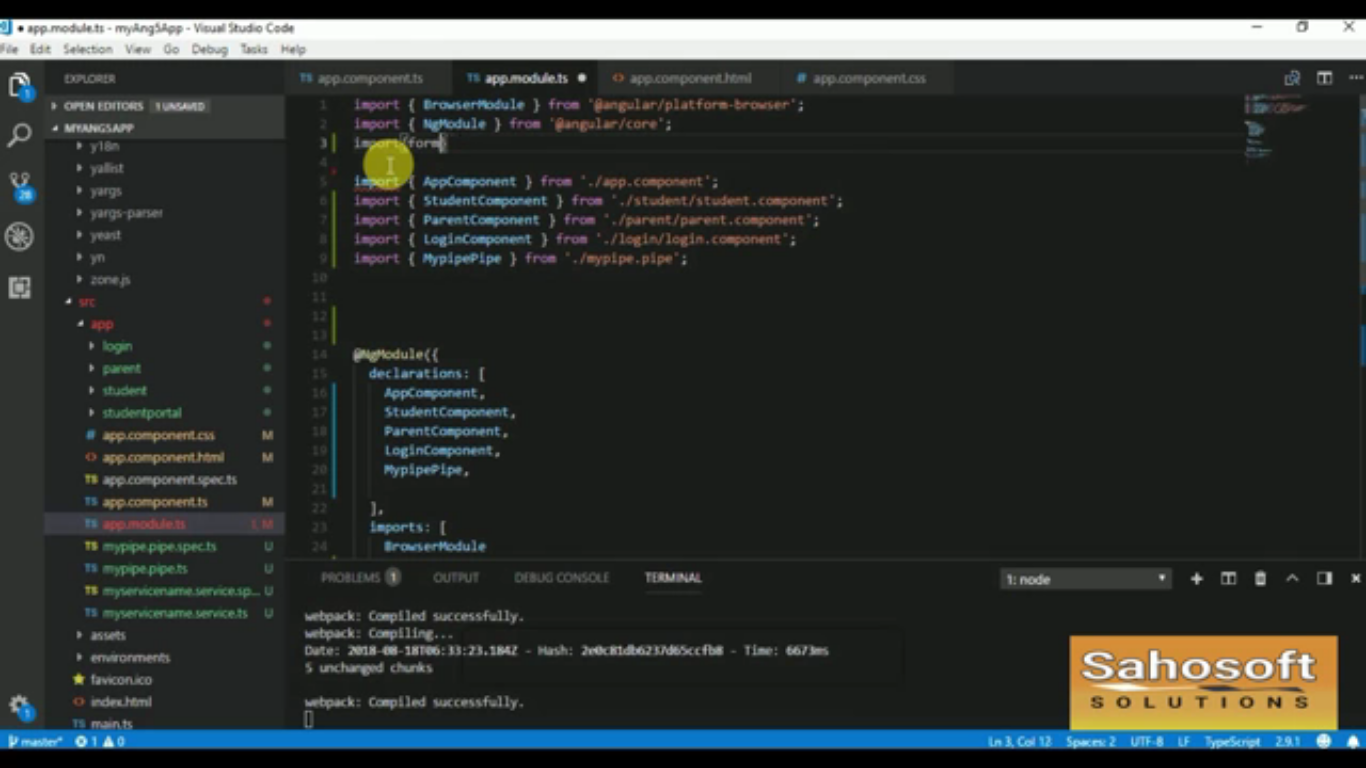 ● app.module.ts - myAng5App - Visual Studio Code
File Edit Selection View Go Debug Tasks Help
EXPLORER
OPEN EDITORS 1 UNSAVED
MYANG5APP
y18n
yallist
yargs
yargs-parser
yeast
yn
zone.js
src
app
login
parent
student
studentportal
app.component.css M
app.component.html M
app.component.spec.ts
app.component.ts M
app.module.ts 1, M
mypipe.pipe.spec.ts U
mypipe.pipe.ts U
myservicename.service.sp... U
myservicename.service.ts U
assets
environments
favicon.ico
index.html
main.ts
app.component.ts app.module.ts ● app.component.html app.component.css
1 import { BrowserModule } from '@angular/platform-browser';
2 import { NgModule } from '@angular/core';
3 import{form}
4
5 import { AppComponent } from './app.component';
6 import { StudentComponent } from './student/student.component';
7 import { ParentComponent } from './parent/parent.component';
8 import { LoginComponent } from './login/login.component';
9 import { MypipePipe } from './mypipe.pipe';
10
11
12
13
14 @NgModule({
15 declarations: [
16 AppComponent,
17 StudentComponent,
18 ParentComponent,
19 LoginComponent,
20 MypipePipe,
21
22 ],
23 imports: [
24 BrowserModule
PROBLEMS 1 OUTPUT DEBUG CONSOLE TERMINAL 1: node
webpack: Compiled successfully.
webpack: Compiling...
Date: 2018-08-18T06:33:23.184Z - Hash: 2e0c81db6237d65ccfb8 - Time: 6673ms
5 unchanged chunks
webpack: Compiled successfully.
Sahosoft
SOLUTIONS
master* 1 0 Ln 3, Col 12 Spaces: 2 UTF-8 LF TypeScript 2.9.1